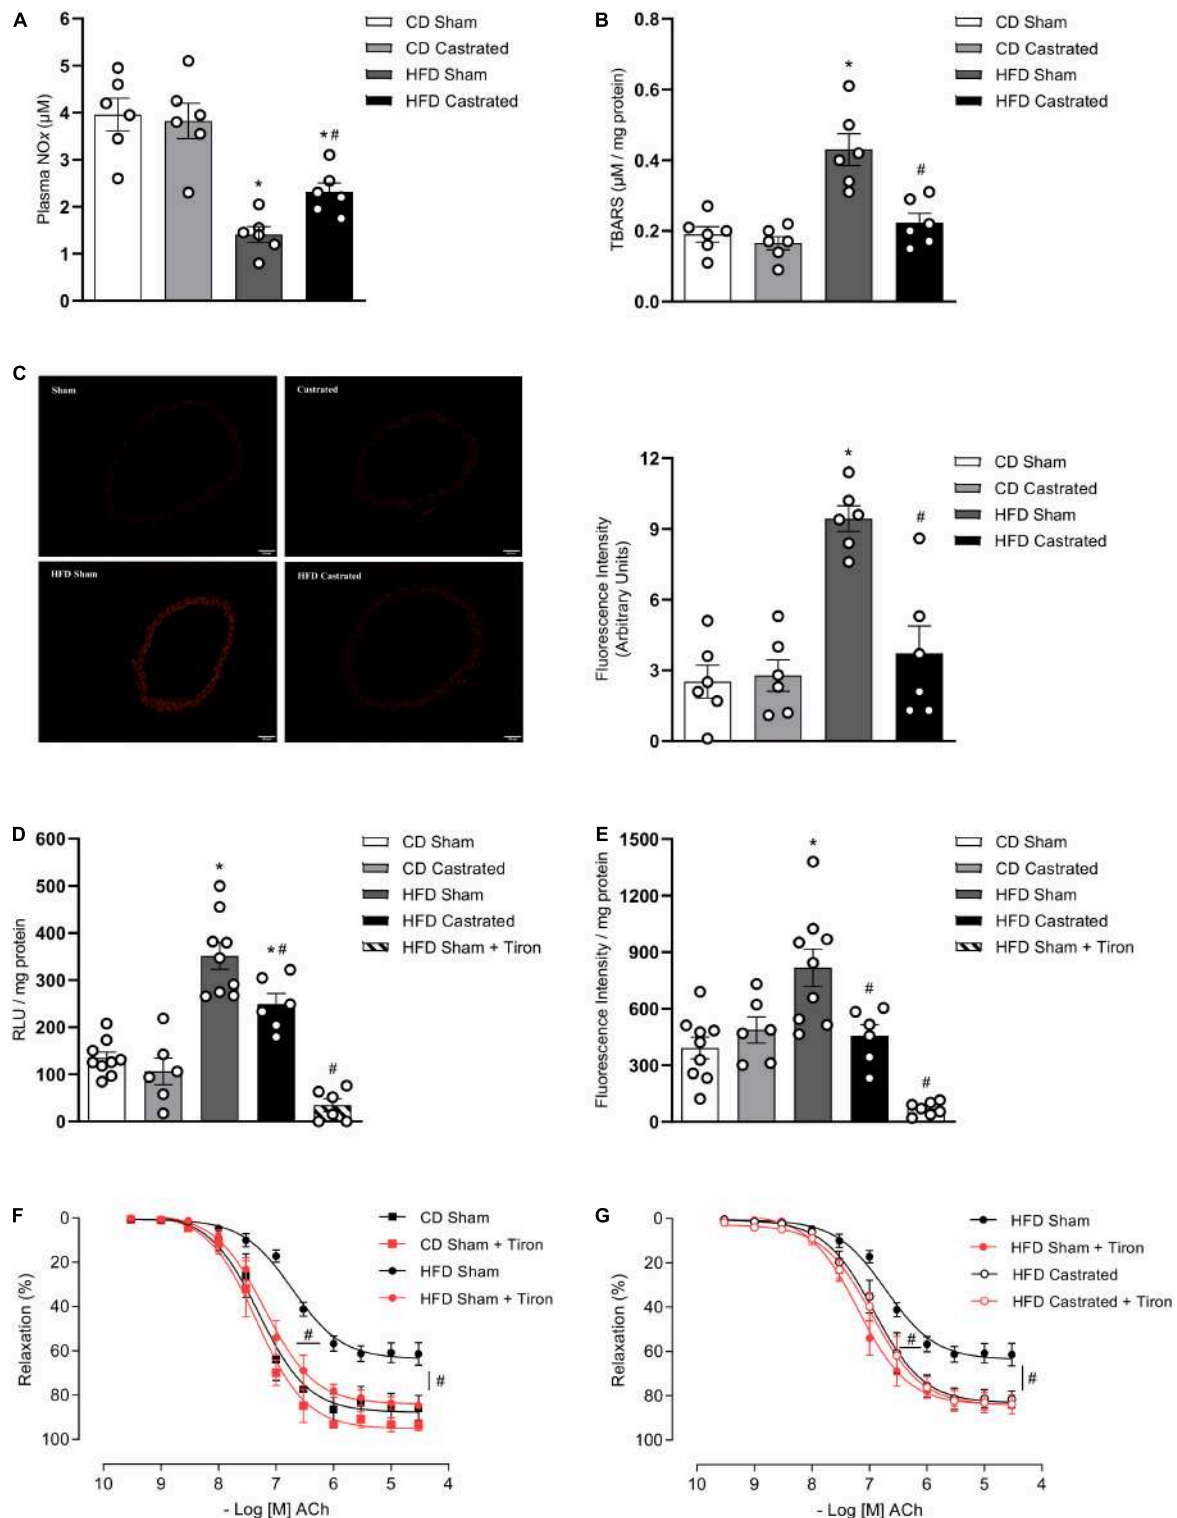 A
Plasma NOx (µM)
6
5
4
3
2
1
0
*
* #
CD Sham
CD Castrated
HFD Sham
HFD Castrated
B
TBARS (µM / mg protein)
0.8
0.6
0.4
0.2
0.0
*
#
CD Sham
CD Castrated
HFD Sham
HFD Castrated
C
Sham
Castrated
HFD Sham
HFD Castrated
Fluorescence Intensity
(Arbitrary Units)
12
9
6
3
0
*
#
CD Sham
CD Castrated
HFD Sham
HFD Castrated
D
RLU / mg protein
600
500
400
300
200
100
0
*
* #
#
CD Sham
CD Castrated
HFD Sham
HFD Castrated
HFD Sham + Tiron
E
Fluorescence Intensity / mg protein
1500
1200
900
600
300
0
*
#
#
CD Sham
CD Castrated
HFD Sham
HFD Castrated
HFD Sham + Tiron
F
Relaxation (%)
0
20
40
60
80
100
#
#
CD Sham
CD Sham + Tiron
HFD Sham
HFD Sham + Tiron
10 9 8 7 6 5 4
- Log [M] ACh
G
Relaxation (%)
0
20
40
60
80
100
#
#
HFD Sham
HFD Sham + Tiron
HFD Castrated
HFD Castrated + Tiron
10 9 8 7 6 5 4
- Log [M] ACh